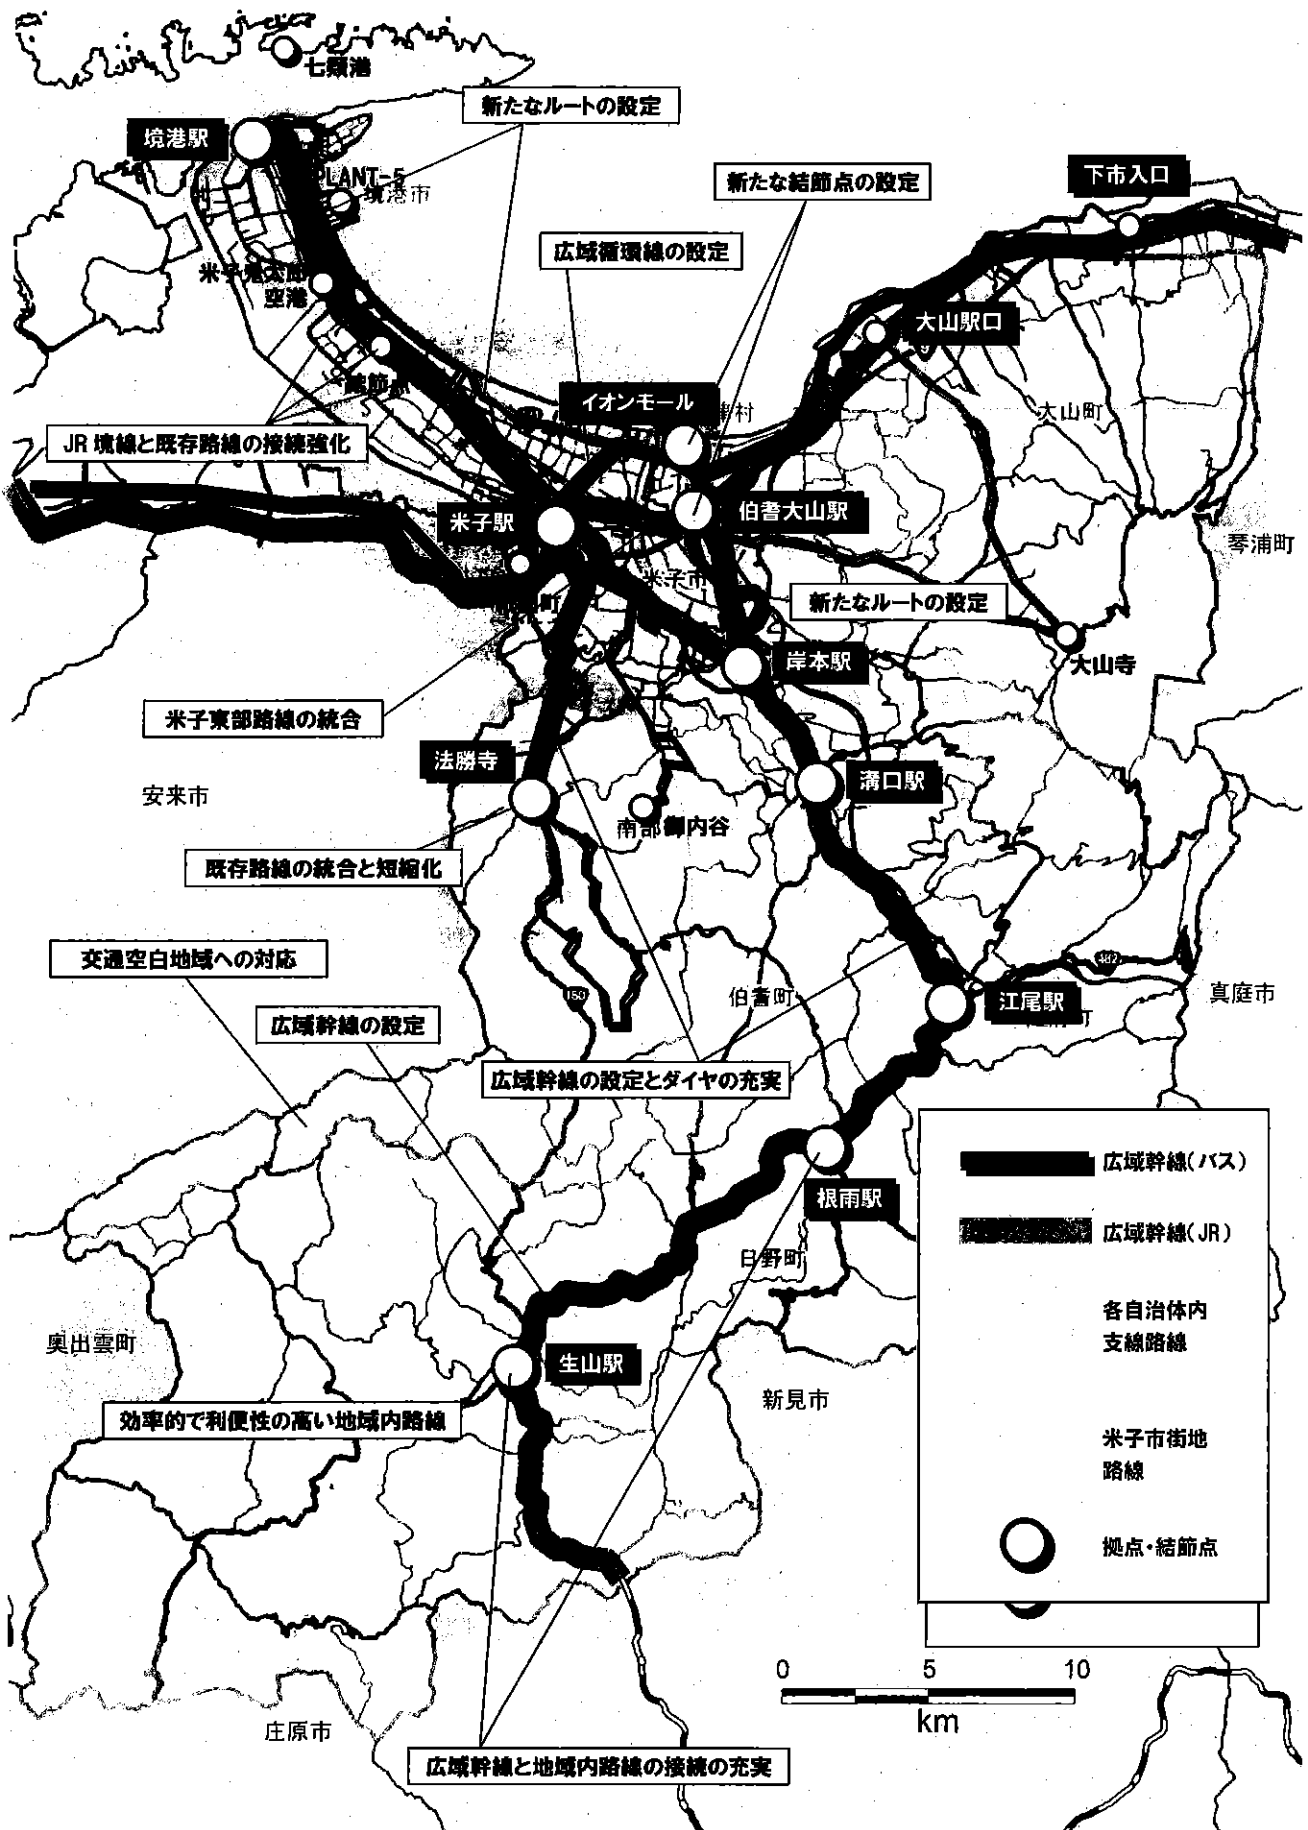 七類港
新たなルートの設定
境港駅
PLANT-5
境港市
新たな結節点の設定
下市入口
広域循環線の設定
米子鬼太郎
空港
大山駅口
結節点
イオンモール
村
大山町
JR 境線と既存路線の接続強化
米子駅
伯耆大山駅
琴浦町
米子市
町
新たなルートの設定
岸本駅
大山寺
米子東部路線の統合
法勝寺
溝口駅
安来市
南部
御内谷
既存路線の統合と短縮化
交通空白地域への対応
482
180
伯耆町
江尾駅
町
真庭市
広域幹線の設定
広域幹線の設定とダイヤの充実
広域幹線(バス)
根雨駅
広域幹線(JR)
日野町
各自治体内
支線路線
奥出雲町
生山駅
新見市
効率的で利便性の高い地域内路線
米子市街地
路線
拠点・結節点
0 5 10
km
庄原市
広域幹線と地域内路線の接続の充実